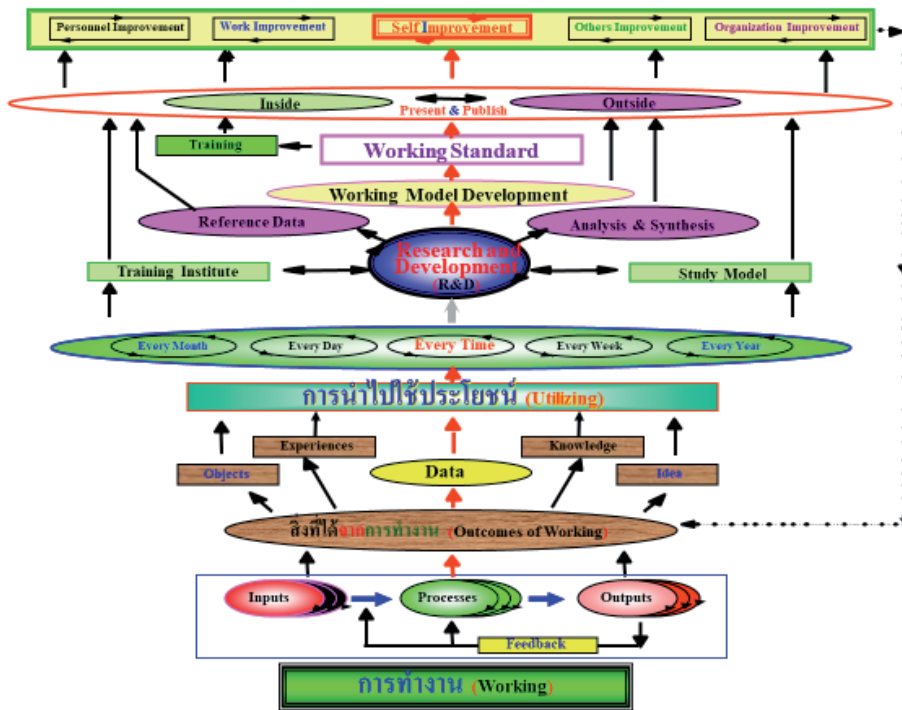 Personnel Improvement
Work Improvement
Self Improvement
Others Improvement
Organization Improvement
Inside
Outside
Present & Publish
Training
Working Standard
Working Model Development
Reference Data
Analysis & Synthesis
Research and
Development
(R&D)
Training Institute
Study Model
Every Month
Every Day
Every Time
Every Week
Every Year
การนำไปใช้ประโยชน์ (Utilizing)
Experiences
Knowledge
Objects
Data
Idea
สิ่งที่ได้จากการทำงาน (Outcomes of Working)
Inputs
Processes
Outputs
Feedback
การทำงาน (Working)